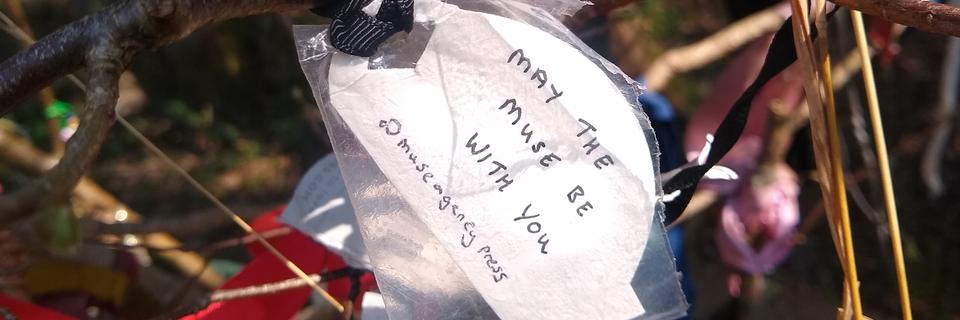 MAY THE
MUSE BE
WITH YOU
@museagency press